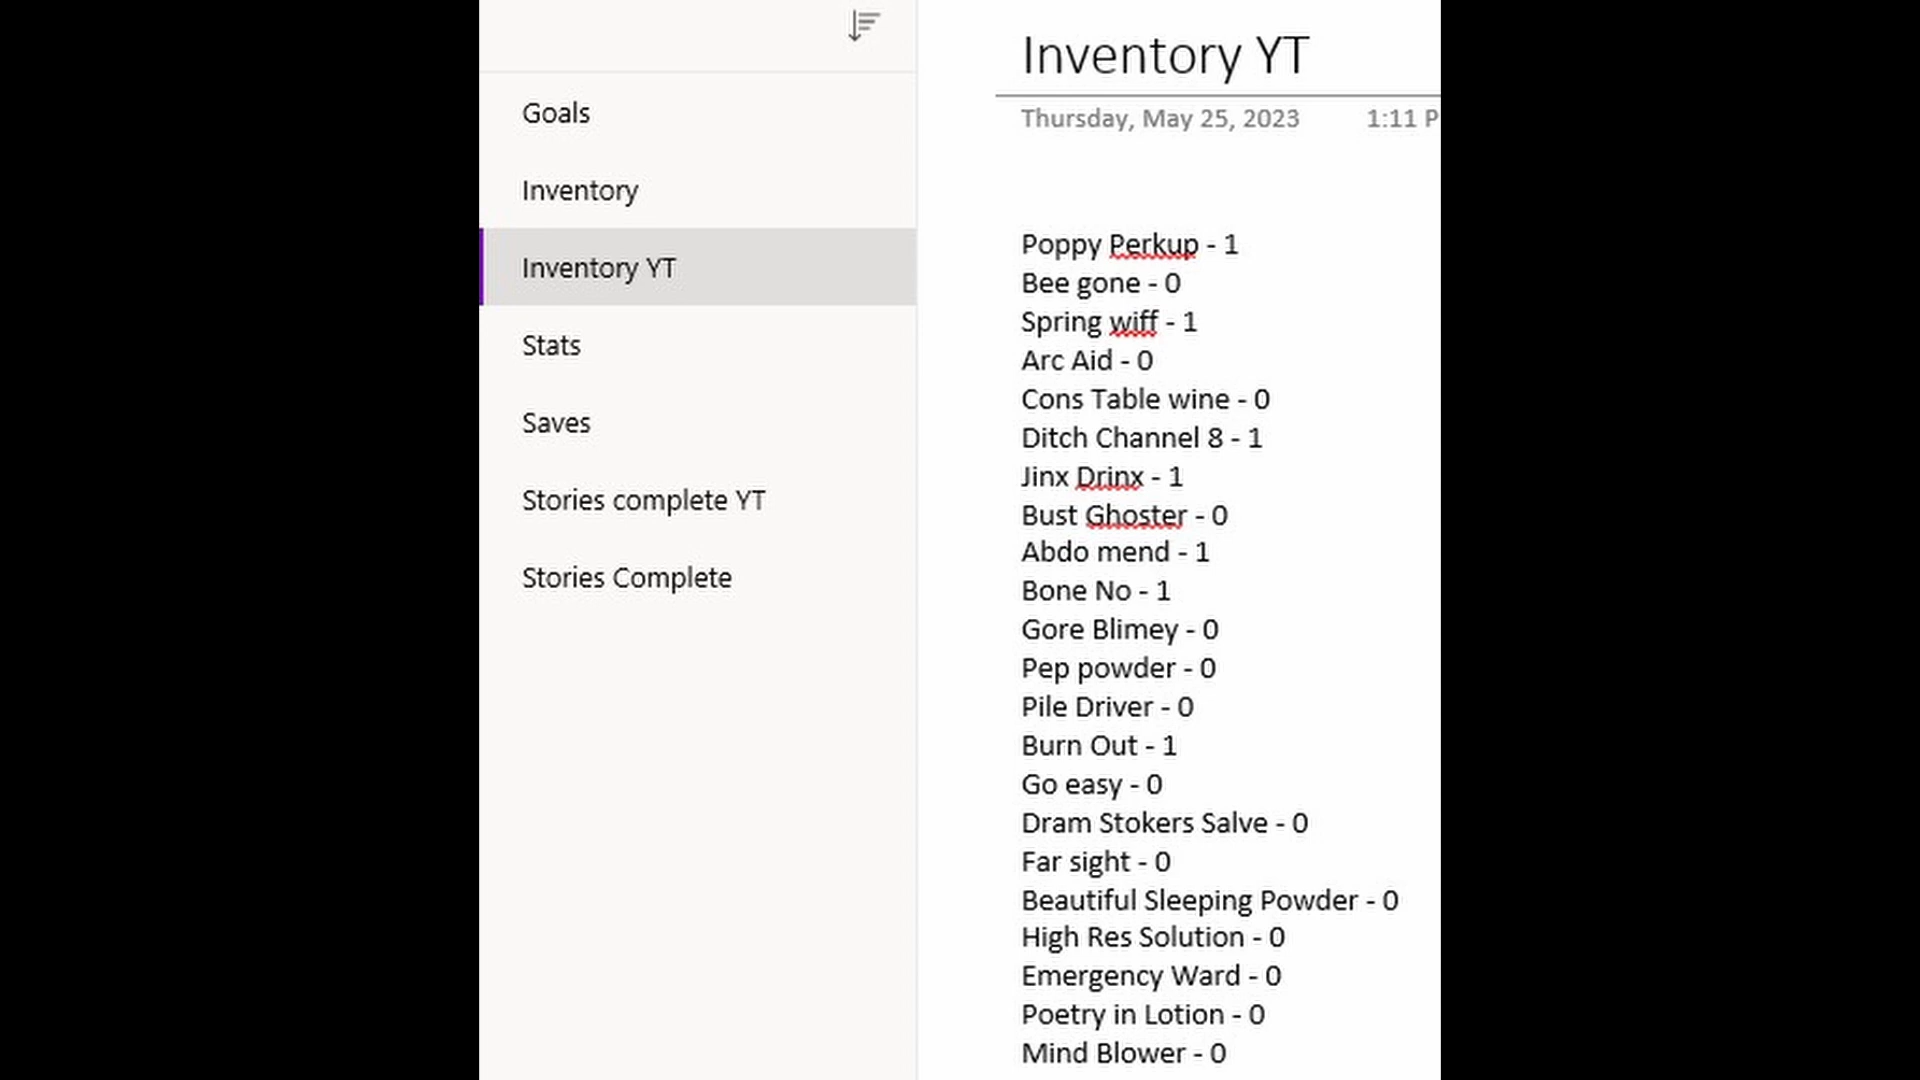 Goals
Inventory
Inventory YT
Stats
Saves
Stories complete YT
Stories Complete
Inventory YT
Thursday, May 25, 2023 1:11 P
Poppy Perkup - 1
Bee gone - 0
Spring wiff - 1
Arc Aid - 0
Cons Table wine - 0
Ditch Channel 8 - 1
Jinx Drinx - 1
Bust Ghoster - 0
Abdo mend - 1
Bone No - 1
Gore Blimey - 0
Pep powder - 0
Pile Driver - 0
Burn Out - 1
Go easy - 0
Dram Stokers Salve - 0
Far sight - 0
Beautiful Sleeping Powder - 0
High Res Solution - 0
Emergency Ward - 0
Poetry in Lotion - 0
Mind Blower - 0